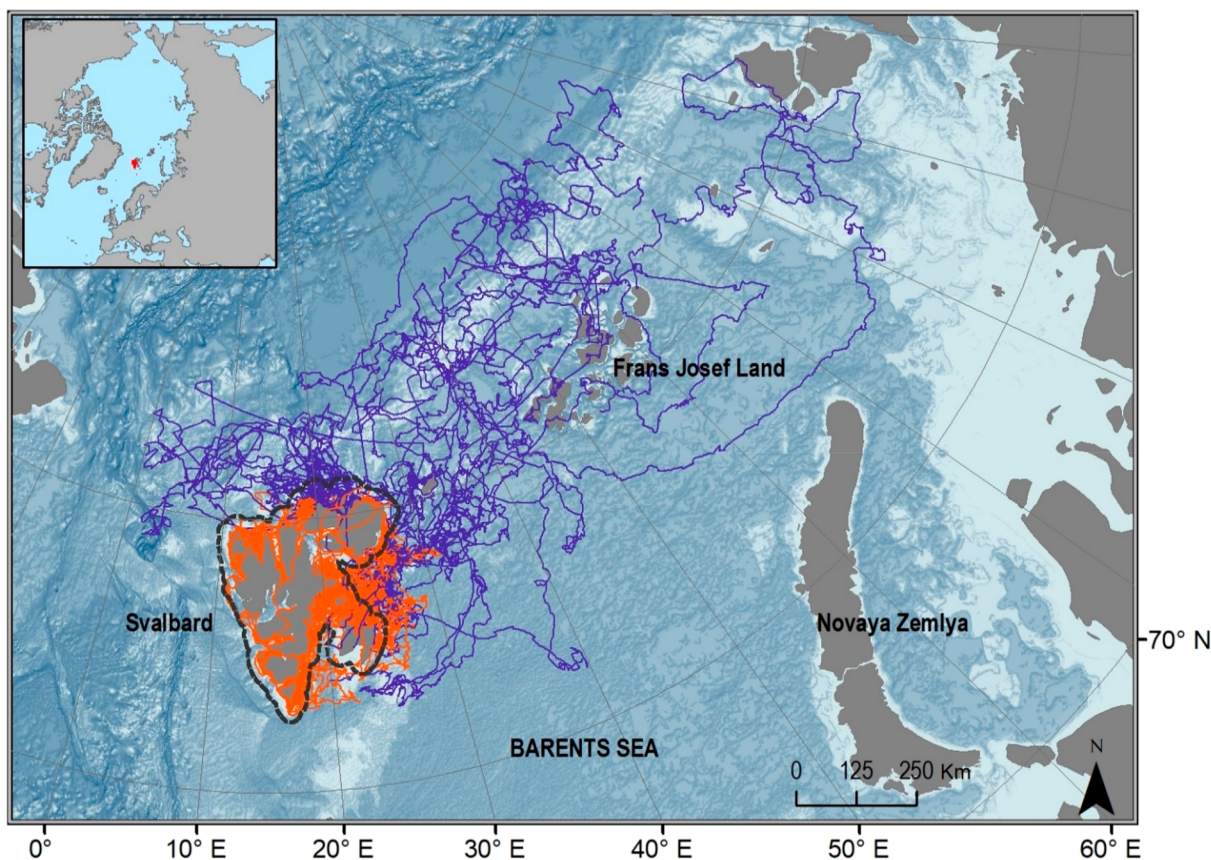 Frans Josef Land
Svalbard
Novaya Zemlya
70° N
BARENTS SEA
N
0 125 250 Km
0° 10° E 20° E 30° E 40° E 50° E 60° E